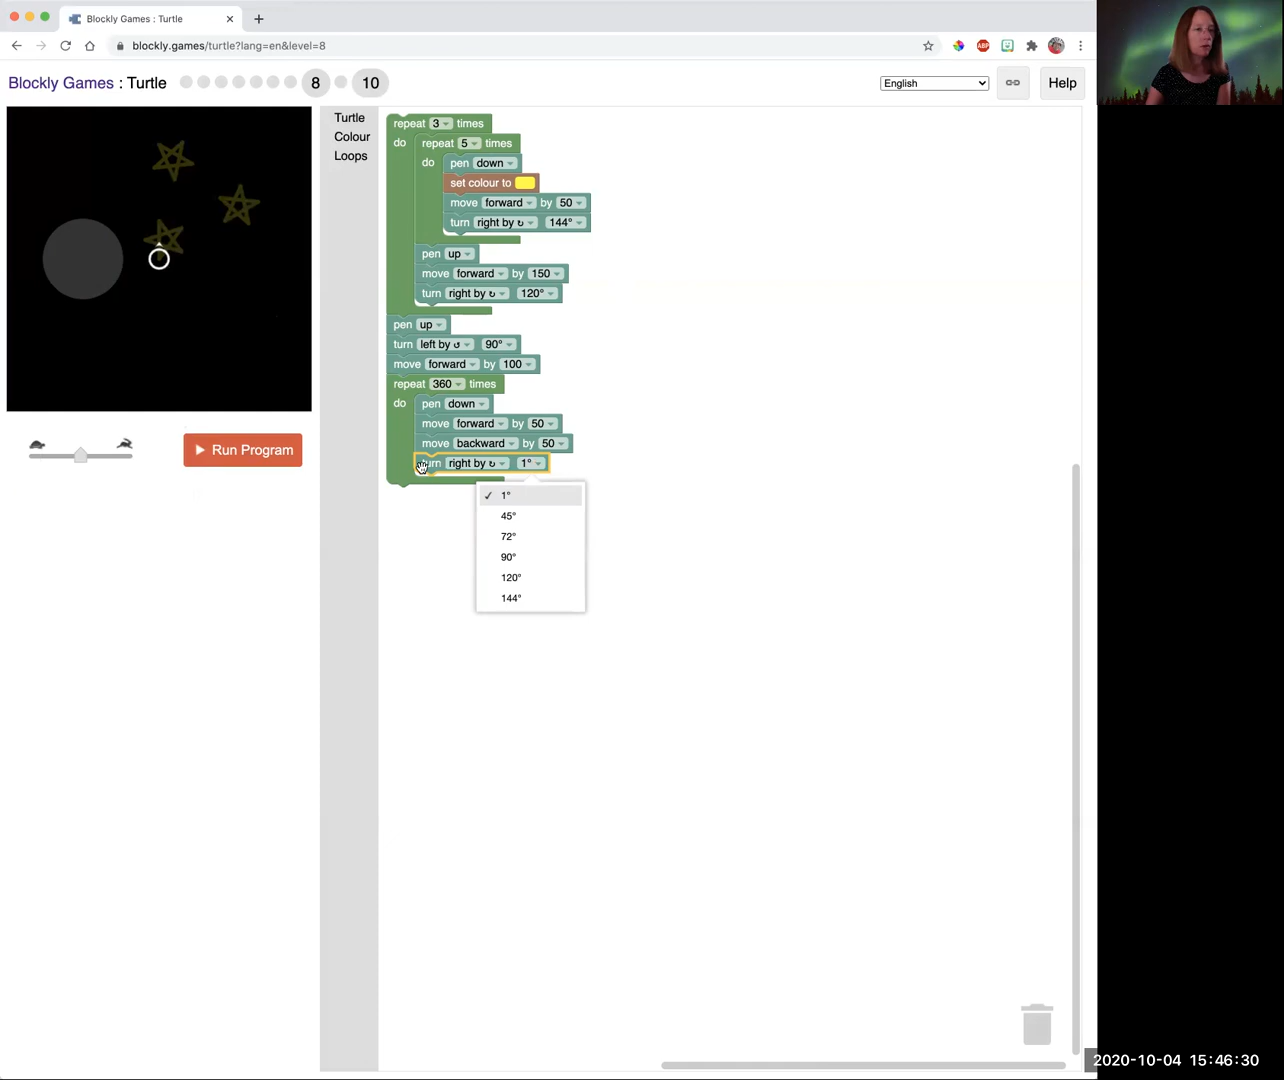 Blockly Games : Turtle
blockly.games/turtle?lang=en&level=8
ABP
Blockly Games : Turtle 8 10
English
Help
Turtle
Colour
Loops
repeat 3 times
do repeat 5 times
do pen down
set colour to
move forward by 50
turn right by ↻ 144°
pen up
move forward by 150
turn right by ↻ 120°
pen up
turn left by ↺ 90°
move forward by 100
repeat 360 times
do pen down
move forward by 50
move backward by 50
turn right by ↻ 1°
Run Program
✓ 1°
45°
72°
90°
120°
144°
2020-10-04 15:46:30